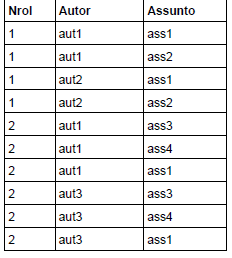 Nrol Autor Assunto
1 aut1 ass1
1 aut1 ass2
1 aut2 ass1
1 aut2 ass2
2 aut1 ass3
2 aut1 ass4
2 aut1 ass1
2 aut3 ass3
2 aut3 ass4
2 aut3 ass1